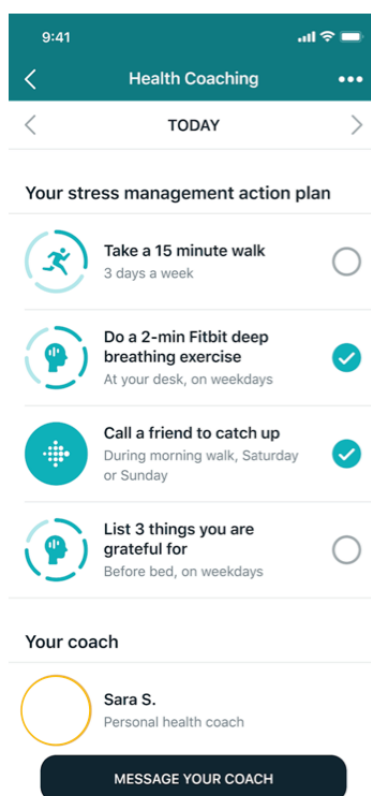 9:41
Health Coaching
TODAY
Your stress management action plan
Take a 15 minute walk
3 days a week
Do a 2-min Fitbit deep
breathing exercise
At your desk, on weekdays
Call a friend to catch up
During morning walk, Saturday
or Sunday
List 3 things you are
grateful for
Before bed, on weekdays
Your coach
Sara S.
Personal health coach
MESSAGE YOUR COACH